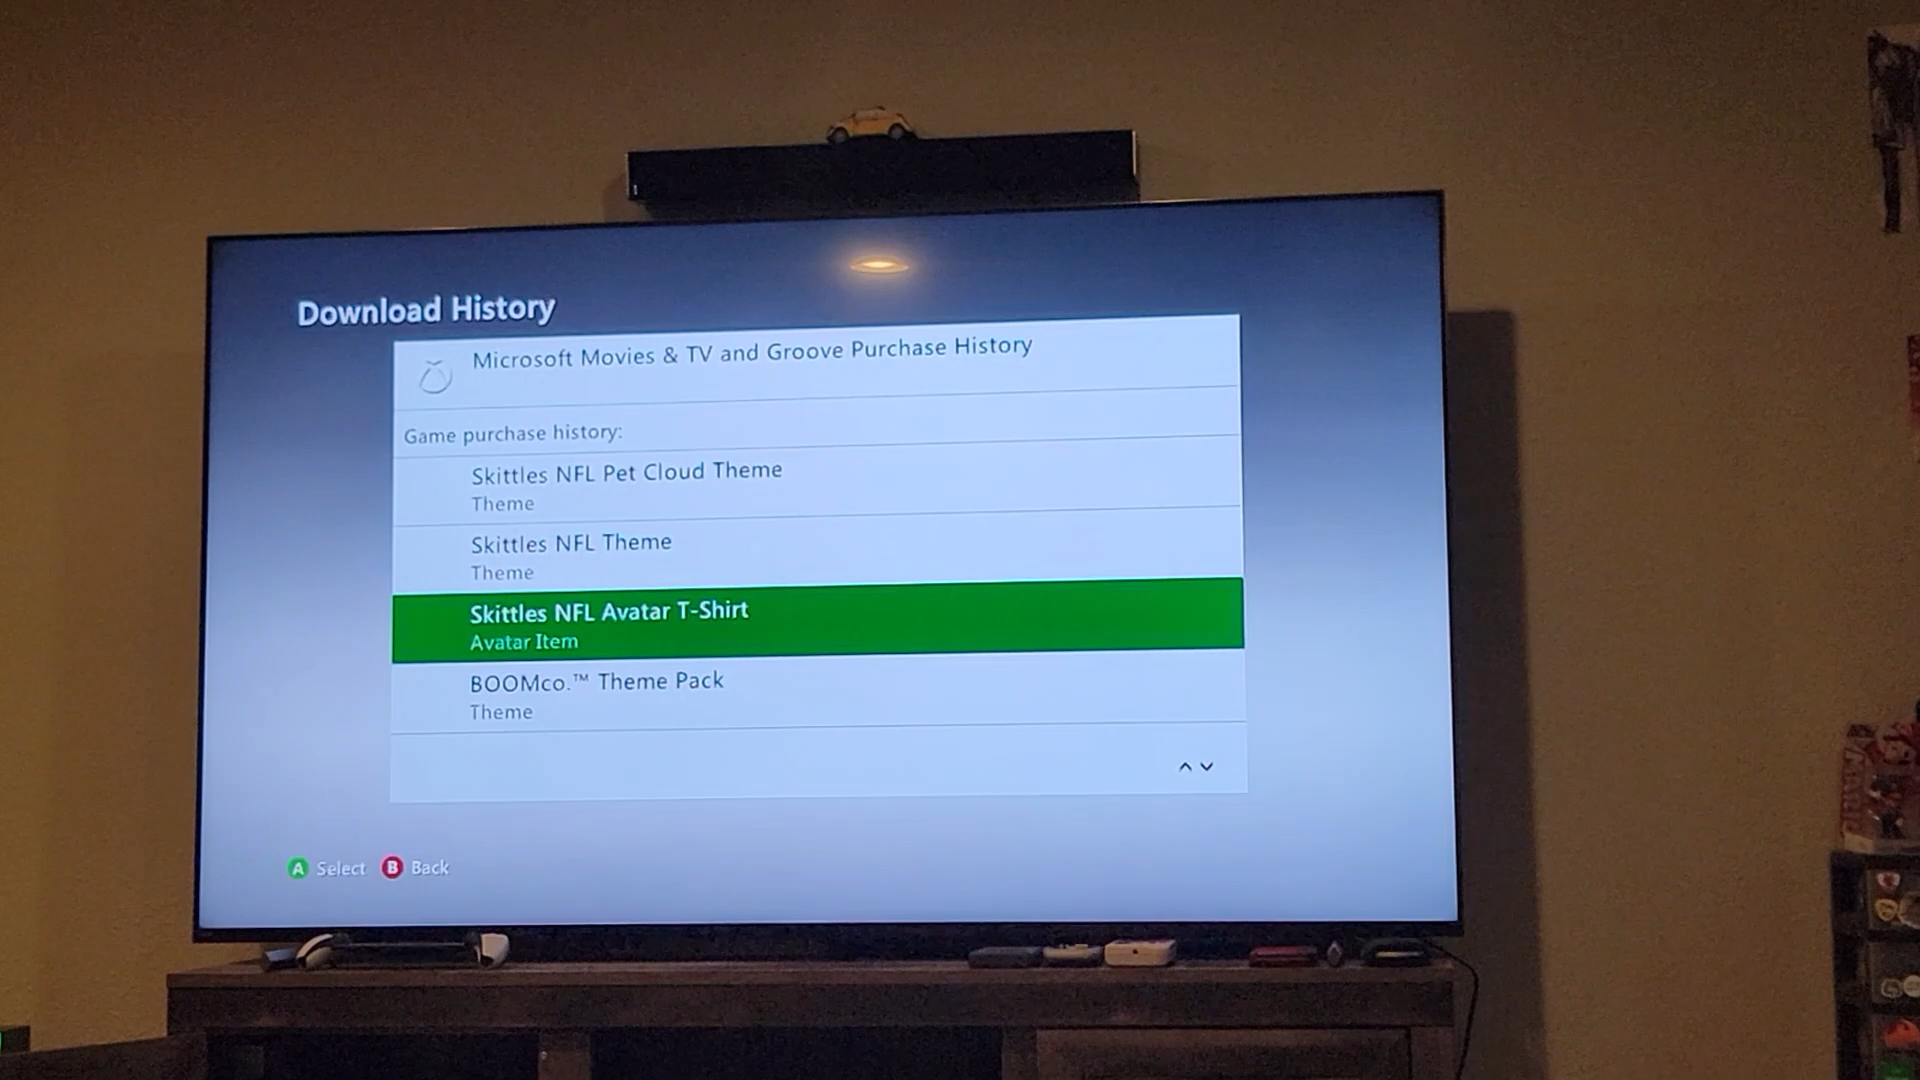 Download History
Microsoft Movies & TV and Groove Purchase History
Game purchase history:
Skittles NFL Pet Cloud Theme
Theme
Skittles NFL Theme
Theme
Skittles NFL Avatar T-Shirt
Avatar Item
BOOMco.™ Theme Pack
Theme
A Select B Back